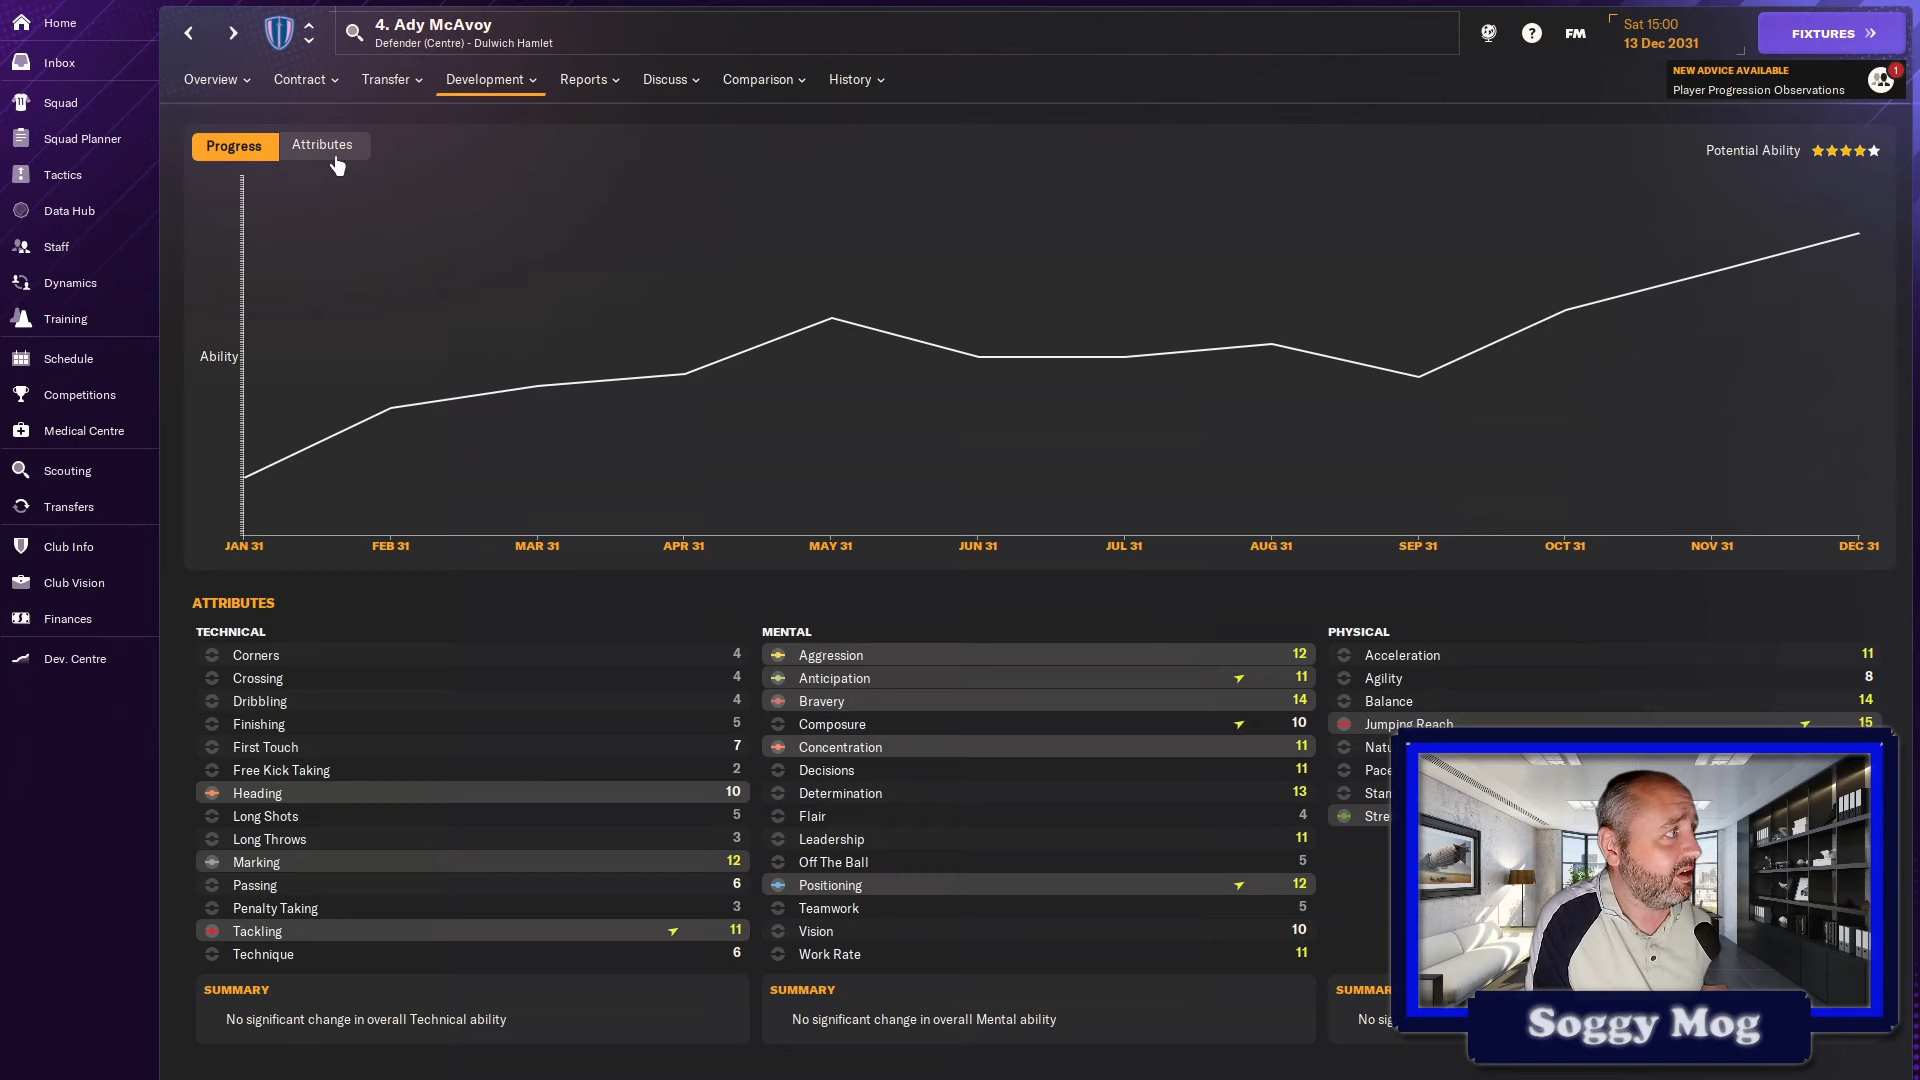 Home
Inbox
Squad
Squad Planner
Tactics
Data Hub
Staff
Dynamics
Training
Schedule
Competitions
Medical Centre
Scouting
Transfers
Club Info
Club Vision
Finances
Dev. Centre
4. Ady McAvoy
Defender (Centre) - Dulwich Hamlet
?
FM
Sat 15:00
13 Dec 2031
FIXTURES
Overview Contract Transfer Development Reports Discuss Comparison History
NEW ADVICE AVAILABLE
Player Progression Observations
1
Progress Attributes
Potential Ability
Ability
JAN 31 FEB 31 MAR 31 APR 31 MAY 31 JUN 31 JUL 31 AUG 31 SEP 31 OCT 31 NOV 31 DEC 31
ATTRIBUTES
TECHNICAL
Corners 4
Crossing 4
Dribbling 4
Finishing 5
First Touch 7
Free Kick Taking 2
Heading 10
Long Shots 5
Long Throws 3
Marking 12
Passing 6
Penalty Taking 3
Tackling 11
Technique 6
SUMMARY
No significant change in overall Technical ability
MENTAL
Aggression 12
Anticipation 11
Bravery 14
Composure 10
Concentration 11
Decisions 11
Determination 13
Flair 4
Leadership 11
Off The Ball 5
Positioning 12
Teamwork 5
Vision 10
Work Rate 11
SUMMARY
No significant change in overall Mental ability
PHYSICAL
Acceleration 11
Agility 8
Balance 14
Jumping Reach 15
Natu
Pace
Stam
Stre
SUMMAR
No sig
Soggy Mog